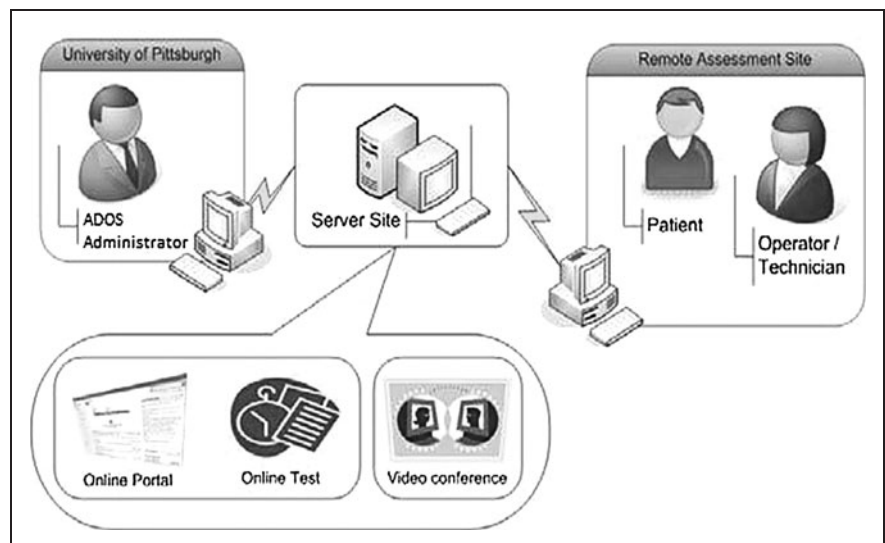 University of Pittsburgh
ADOS
Administrator
Server Site
Remote Assessment Site
Patient
Operator /
Technician
Online Portal
Online Test
Video conference